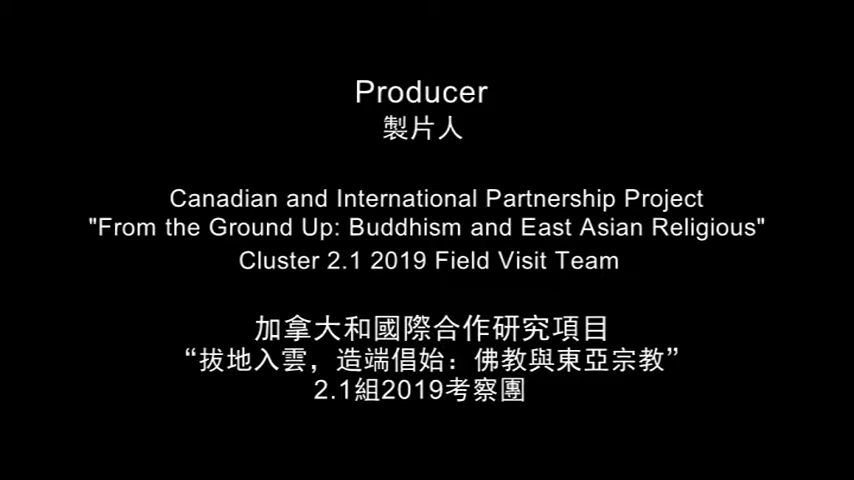 Producer
製片人
Canadian and International Partnership Project
"From the Ground Up: Buddhism and East Asian Religious"
Cluster 2.1 2019 Field Visit Team
加拿大和國際合作研究項目
“拔地入雲，造端倡始：佛教與東亞宗教”
2.1組2019考察團